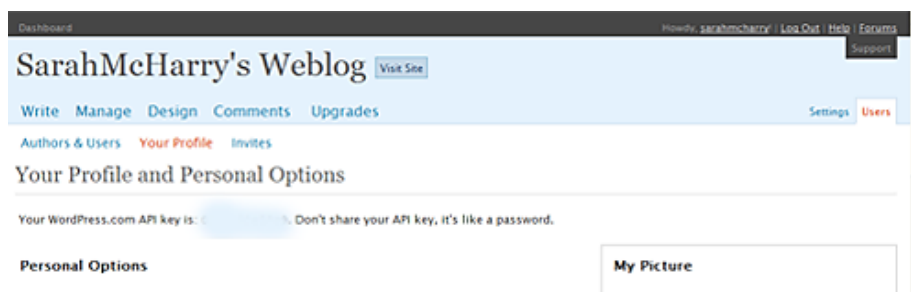 Dashboard Howdy, sarahmcharry! | Log Out | Help | Forums
Support
SarahMcHarry's Weblog Visit Site
Write Manage Design Comments Upgrades Settings Users
Authors & Users Your Profile Invites
Your Profile and Personal Options
Your WordPress.com API key is: Don't share your API key, it's like a password.
Personal Options My Picture